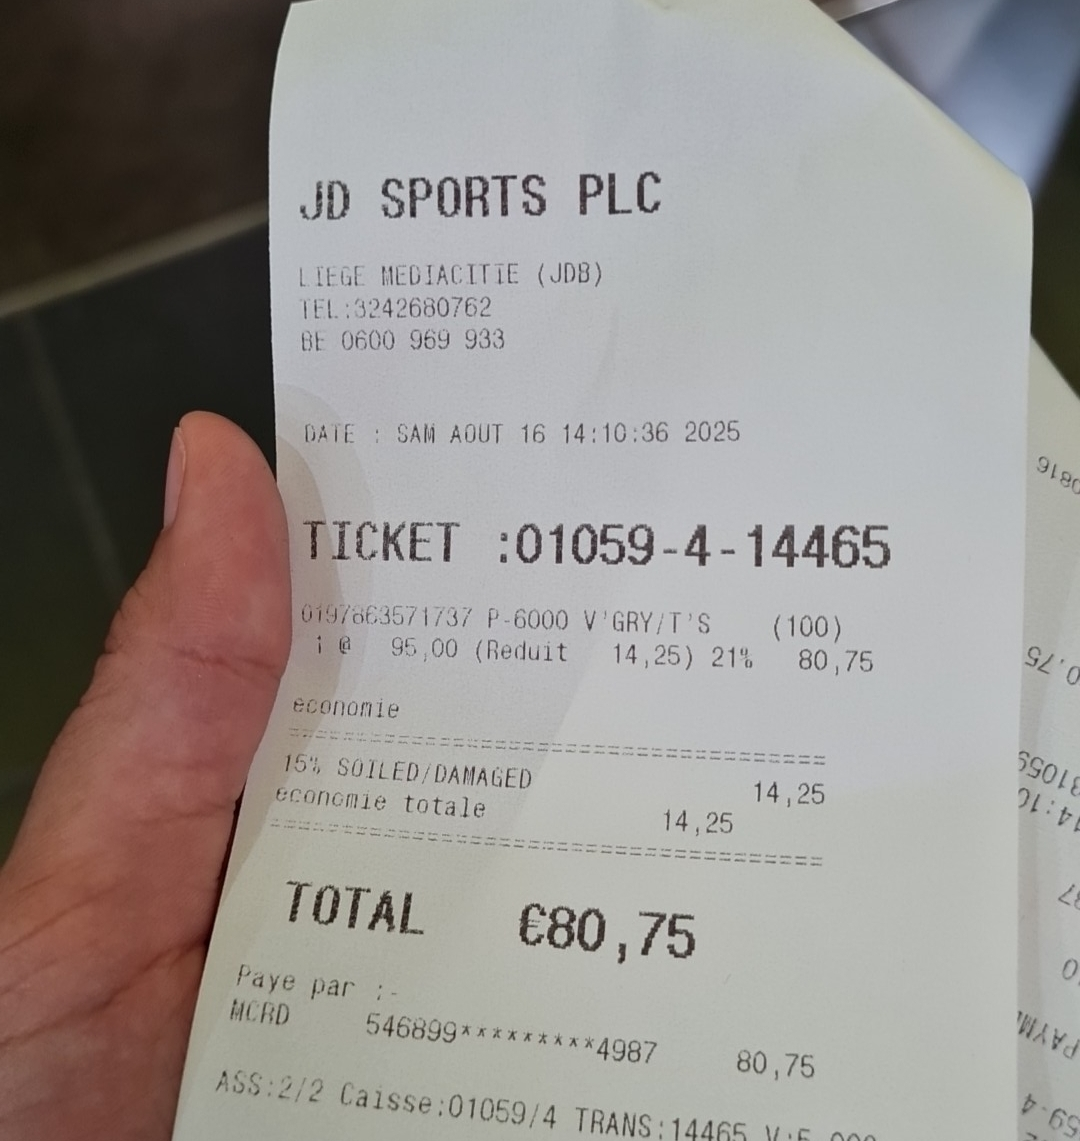 JD SPORTS PLC
LIEGE MEDIACITIE (JDB)
TEL:3242680762
BE 0600 969 933
DATE : SAM AOUT 16 14:10:36 2025
TICKET :01059-4-14465
0197863571737 P-6000 V'GRY/T'S (100)
1 @ 95,00 (Reduit 14,25) 21% 80,75
economie
15% SOILED/DAMAGED 14,25
economie totale 14,25
TOTAL €80,75
Paye par :-
MCRD 546899*********4987 80,75
ASS:2/2 Caisse:01059/4 TRANS:14465